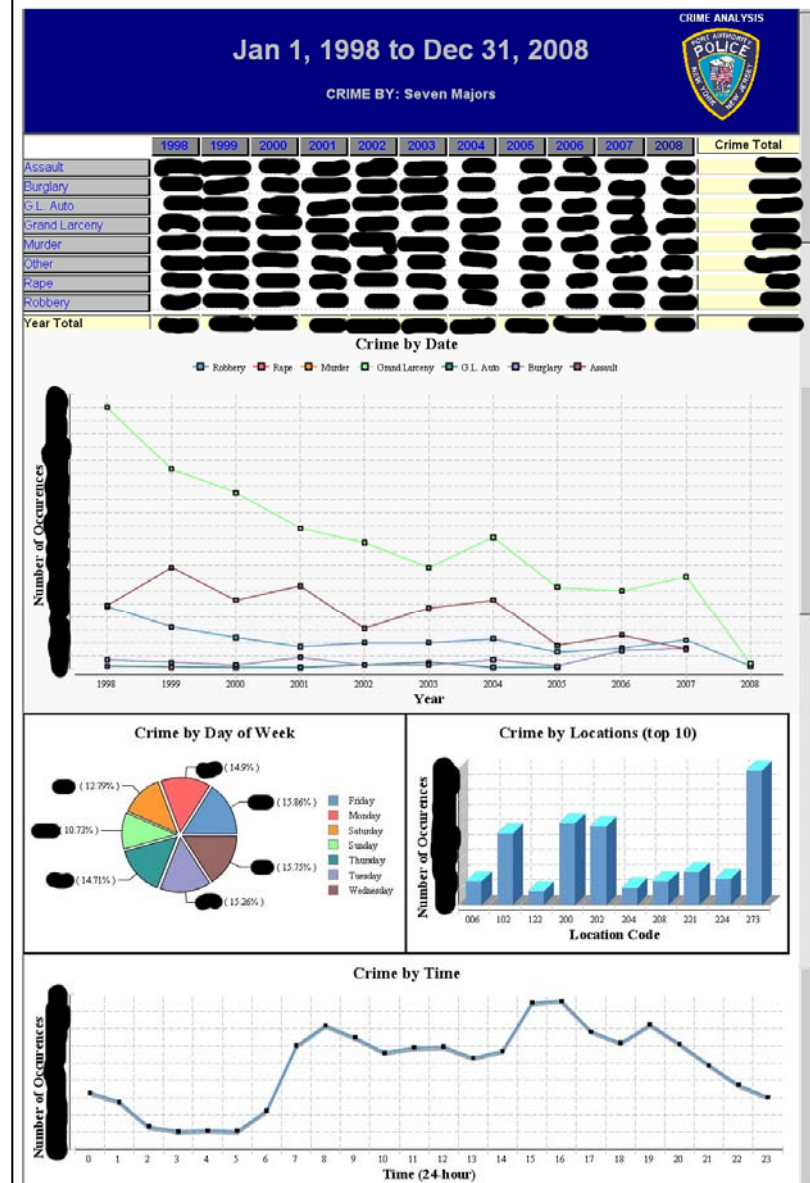 CRIME ANALYSIS
PORT AUTHORITY
POLICE
NEW YORK NEW JERSEY
Jan 1, 1998 to Dec 31, 2008
CRIME BY: Seven Majors
1998 1999 2000 2001 2002 2003 2004 2005 2006 2007 2008 Crime Total
Assault
Burglary
G.L. Auto
Grand Larceny
Murder
Other
Rape
Robbery
Year Total
Crime by Date
Robbery Rape Murder Grand Larceny G.L. Auto Burglary Assault
Number of Occurences
1998 1999 2000 2001 2002 2003 2004 2005 2006 2007 2008
Year
Crime by Day of Week
(14.9%)
(12.79%)
(15.86%)
(10.73%)
(15.75%)
(14.71%)
(15.26%)
Friday
Monday
Saturday
Sunday
Thursday
Tuesday
Wednesday
Crime by Locations (top 10)
Number of Occurences
006 102 122 200 202 204 208 221 224 273
Location Code
Crime by Time
Number of Occurences
0 1 2 3 4 5 6 7 8 9 10 11 12 13 14 15 16 17 18 19 20 21 22 23
Time (24-hour)